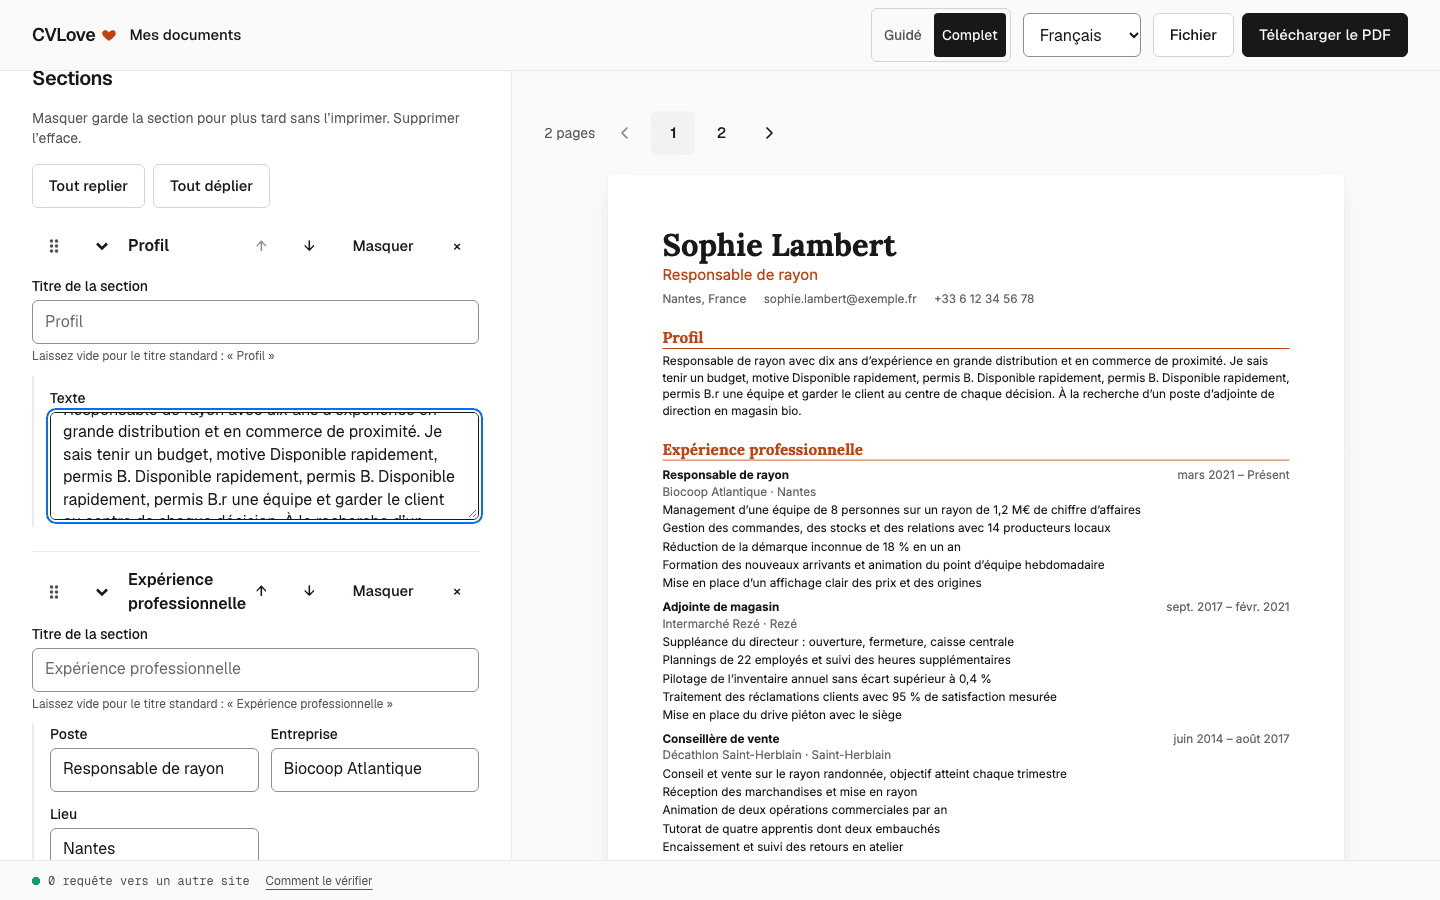 CVLove
Mes documents
Guidé
Complet
Français
Fichier
Télécharger le PDF
Sections
Masquer garde la section pour plus tard sans l’imprimer. Supprimer
l’efface.
Tout replier
Tout déplier
Profil
Masquer
×
Titre de la section
Profil
Laissez vide pour le titre standard : « Profil »
Texte
Responsable de rayon avec dix ans d’expérience en
grande distribution et en commerce de proximité. Je
sais tenir un budget, motive Disponible rapidement,
permis B. Disponible rapidement, permis B. Disponible
rapidement, permis B.r une équipe et garder le client
au centre de chaque décision. À la recherche d’un
Expérience
professionnelle
Masquer
×
Titre de la section
Expérience professionnelle
Laissez vide pour le titre standard : « Expérience professionnelle »
Poste
Entreprise
Responsable de rayon
Biocoop Atlantique
Lieu
Nantes
2 pages
1
2
Sophie Lambert
Responsable de rayon
Nantes, France sophie.lambert@exemple.fr +33 6 12 34 56 78
Profil
Responsable de rayon avec dix ans d’expérience en grande distribution et en commerce de proximité. Je sais
tenir un budget, motive Disponible rapidement, permis B. Disponible rapidement, permis B. Disponible rapidement,
permis B.r une équipe et garder le client au centre de chaque décision. À la recherche d’un poste d’adjointe de
direction en magasin bio.
Expérience professionnelle
Responsable de rayon mars 2021 – Présent
Biocoop Atlantique · Nantes
Management d’une équipe de 8 personnes sur un rayon de 1,2 M€ de chiffre d’affaires
Gestion des commandes, des stocks et des relations avec 14 producteurs locaux
Réduction de la démarque inconnue de 18 % en un an
Formation des nouveaux arrivants et animation du point d’équipe hebdomadaire
Mise en place d’un affichage clair des prix et des origines
Adjointe de magasin sept. 2017 – févr. 2021
Intermarché Rezé · Rezé
Suppléance du directeur : ouverture, fermeture, caisse centrale
Plannings de 22 employés et suivi des heures supplémentaires
Pilotage de l’inventaire annuel sans écart supérieur à 0,4 %
Traitement des réclamations clients avec 95 % de satisfaction mesurée
Mise en place du drive piéton avec le siège
Conseillère de vente juin 2014 – août 2017
Décathlon Saint-Herblain · Saint-Herblain
Conseil et vente sur le rayon randonnée, objectif atteint chaque trimestre
Réception des marchandises et mise en rayon
Animation de deux opérations commerciales par an
Tutorat de quatre apprentis dont deux embauchés
Encaissement et suivi des retours en atelier
0 requête vers un autre site
Comment le vérifier